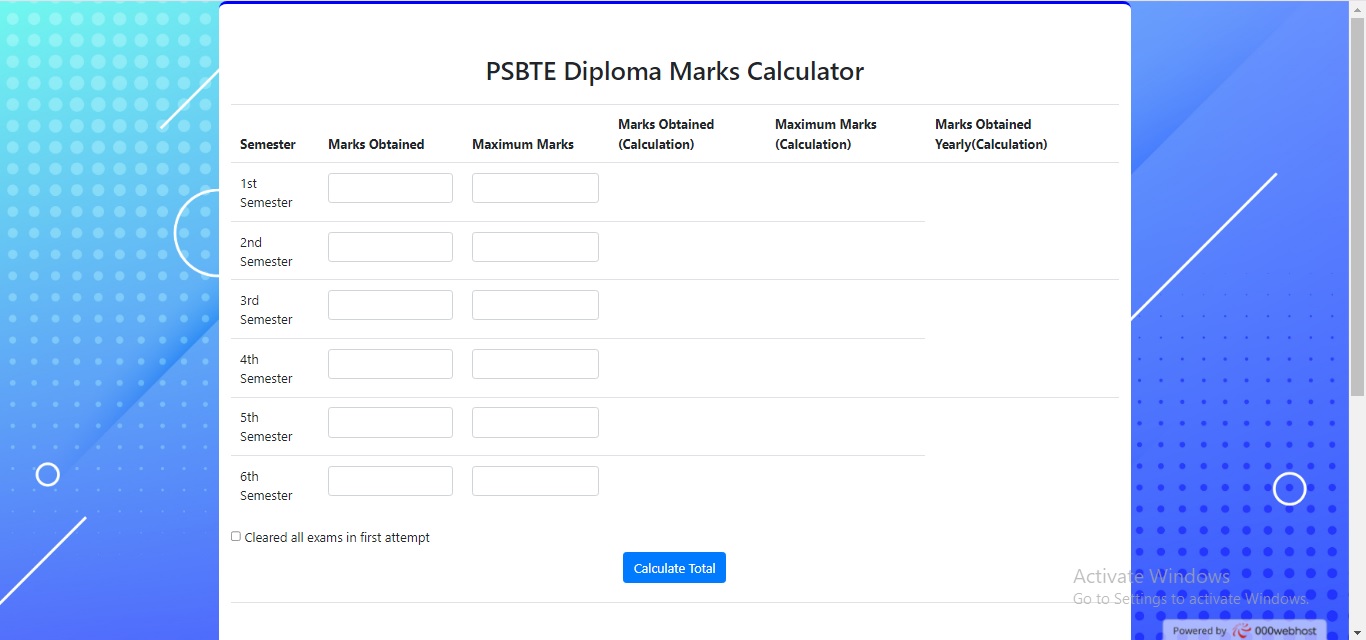 PSBTE Diploma Marks Calculator
Semester Marks Obtained Maximum Marks Marks Obtained (Calculation) Maximum Marks (Calculation) Marks Obtained Yearly(Calculation)
1st
Semester
2nd
Semester
3rd
Semester
4th
Semester
5th
Semester
6th
Semester
Cleared all exams in first attempt
Calculate Total
Activate Windows
Go to Settings to activate Windows.
Powered by 000webhost